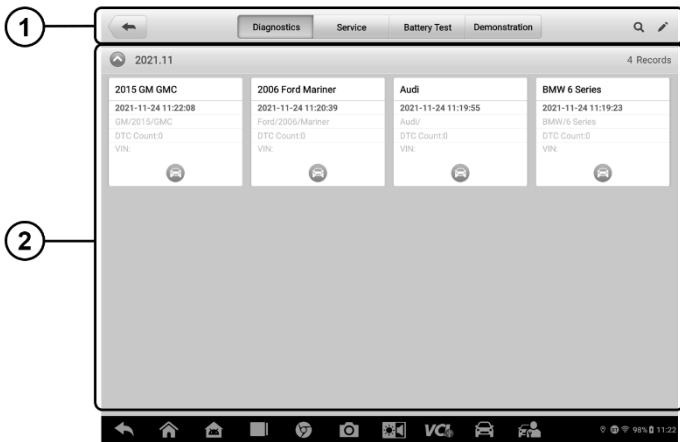 1
Diagnostics Service Battery Test Demonstration
2021.11 4 Records
2015 GM GMC
2021-11-24 11:22:08
GM/2015/GMC
DTC Count:0
VIN:
2006 Ford Mariner
2021-11-24 11:20:39
Ford/2006/Mariner
DTC Count:0
VIN:
Audi
2021-11-24 11:19:55
Audi/
DTC Count:0
VIN:
BMW 6 Series
2021-11-24 11:19:23
BMW/6 Series
DTC Count:0
VIN:
2
VCI 98% 11:22